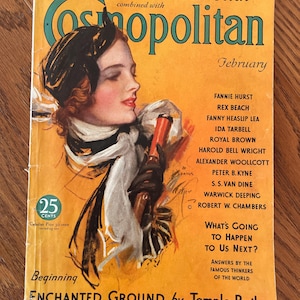 combined with
Cosmopolitan
February
FANNIE HURST
REX BEACH
FANNY HEASLIP LEA
IDA TARBELL
ROYAL BROWN
HAROLD BELL WRIGHT
ALEXANDER WOOLLCOTT
PETER B. KYNE
S. S. VAN DINE
WARWICK DEEPING
ROBERT W. CHAMBERS
WHAT'S GOING
TO HAPPEN
TO US NEXT?
ANSWERS BY THE
FAMOUS THINKERS
OF THE WORLD
25
CENTS
Beginning
ENCHANTED GROUND by Temple